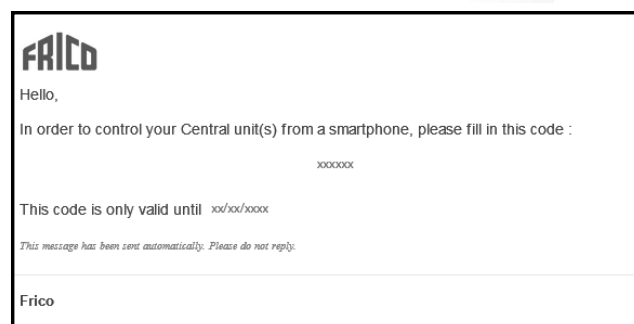 FRICO
Hello,
In order to control your Central unit(s) from a smartphone, please fill in this code :
xxxxxx
This code is only valid until xx/xx/xxxx
This message has been sent automatically. Please do not reply.
Frico